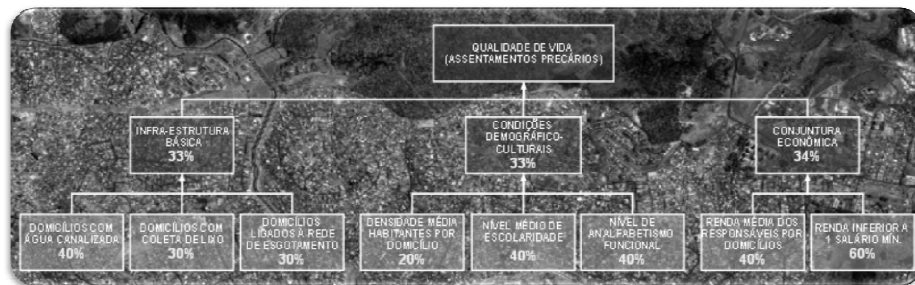 QUALIDADE DE VIDA
(ASSENTAMENTOS PRECÁRIOS)
INFRA-ESTRUTURA
BÁSICA
33%
CONDIÇÕES
DEMOGRÁFICO-
CULTURAIS
33%
CONJUNTURA
ECONÔMICA
34%
DOMICÍLIOS COM
ÁGUA CANALIZADA
40%
DOMICÍLIOS COM
COLETA DE LIXO
30%
DOMICÍLIOS
LIGADOS À REDE
DE ESGOTAMENTO
30%
DENSIDADE MÉDIA
HABITANTES POR
DOMICÍLIO
20%
NÍVEL MÉDIO DE
ESCOLARIDADE
40%
NÍVEL DE
ANALFABETISMO
FUNCIONAL
40%
RENDA MÉDIA DOS
RESPONSÁVEIS POR
DOMICÍLIOS
40%
RENDA INFERIOR A
1 SALÁRIO MÍN.
60%